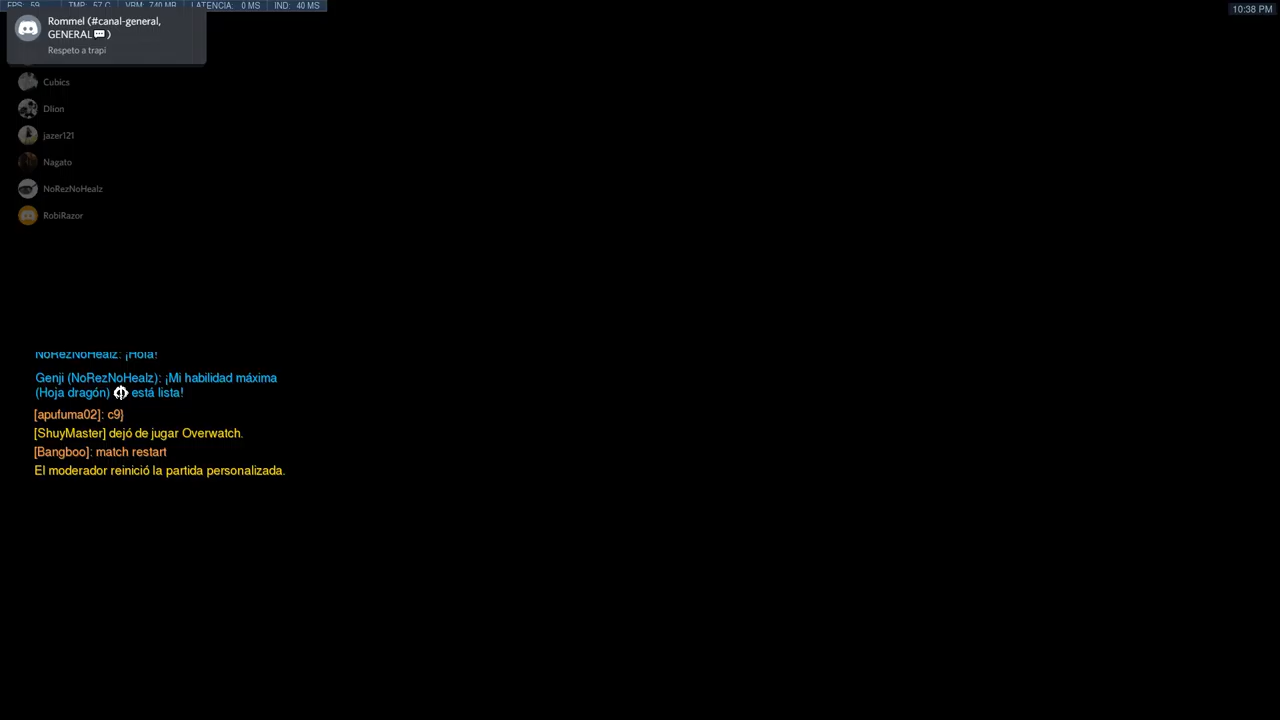 FPS: 59 TMP: 57 C VRM: 740 MB LATENCIA: 0 MS IND: 40 MS
10:38 PM
Rommel (#canal-general,
GENERAL💬)
Respeto a trapi
Cubics
Dlion
jazer121
Nagato
NoRezNoHealz
RobiRazor
NoRezNoHealz: ¡Hola!
Genji (NoRezNoHealz): ¡Mi habilidad máxima
(Hoja dragón) está lista!
[apufuma02]: c9}
[ShuyMaster] dejó de jugar Overwatch.
[Bangboo]: match restart
El moderador reinició la partida personalizada.